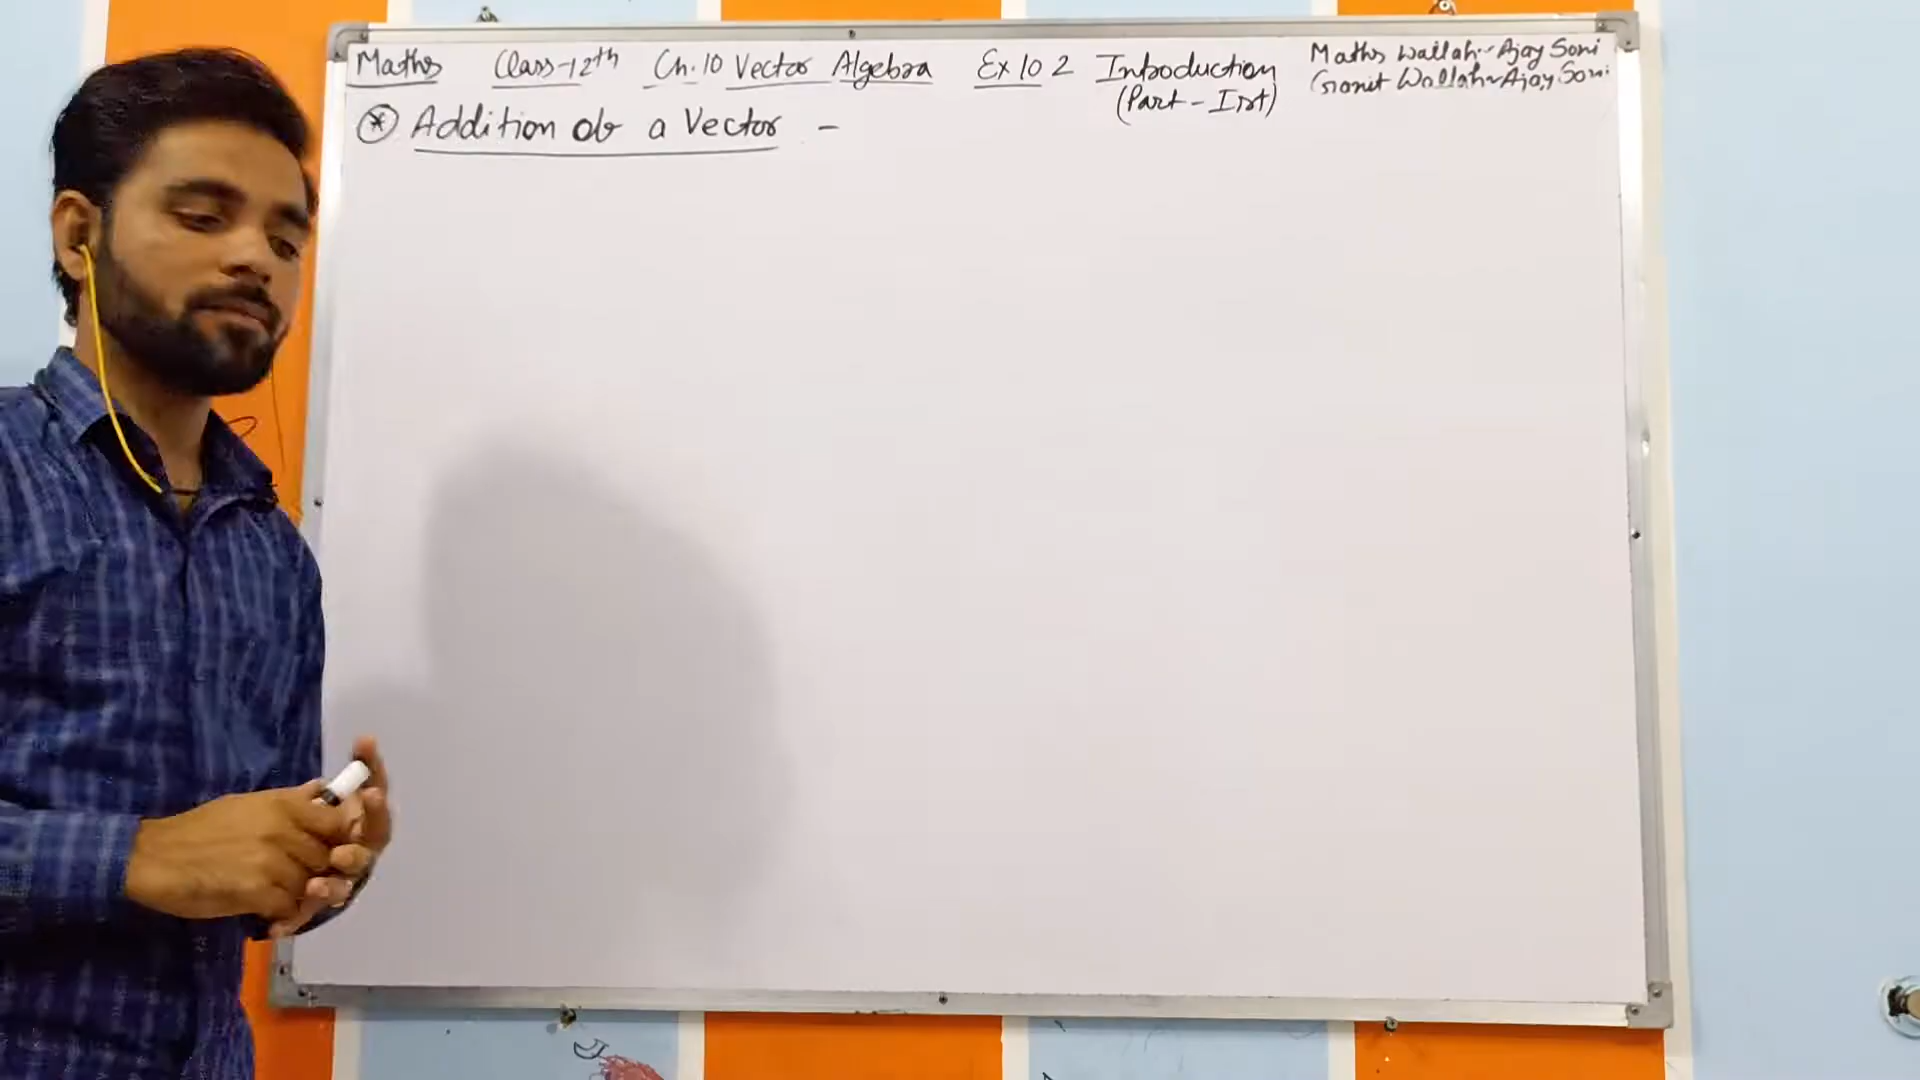 Maths Class-12th Ch.10 Vector Algebra Ex 10.2 Introduction (Part-Ist)
Maths Wallah~Ajay Soni
Ganit Wallah~Ajay Soni
* Addition of a Vector -